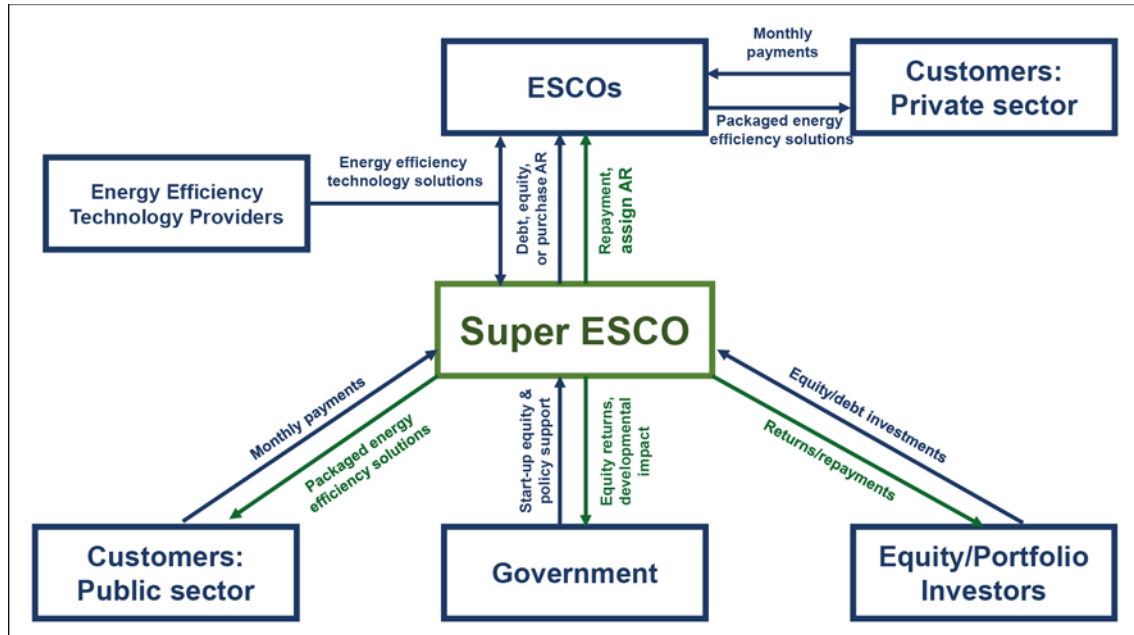 Monthly
payments
ESCOs
Customers:
Private sector
Packaged energy
efficiency solutions
Energy efficiency
technology solutions
Energy Efficiency
Technology Providers
Debt, equity,
or purchase AR
Repayment,
assign AR
Super ESCO
Monthly payments
Packaged energy
efficiency solutions
Start-up equity &
policy support
Equity returns,
developmental
impact
Equity/debt investments
Returns/repayments
Customers:
Public sector
Government
Equity/Portfolio
Investors